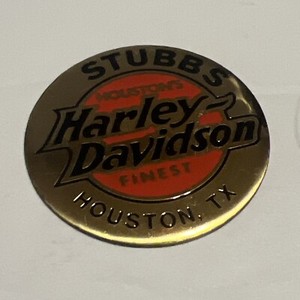 STUBBS
HOUSTON'S
Harley-
Davidson
FINEST
HOUSTON, TX